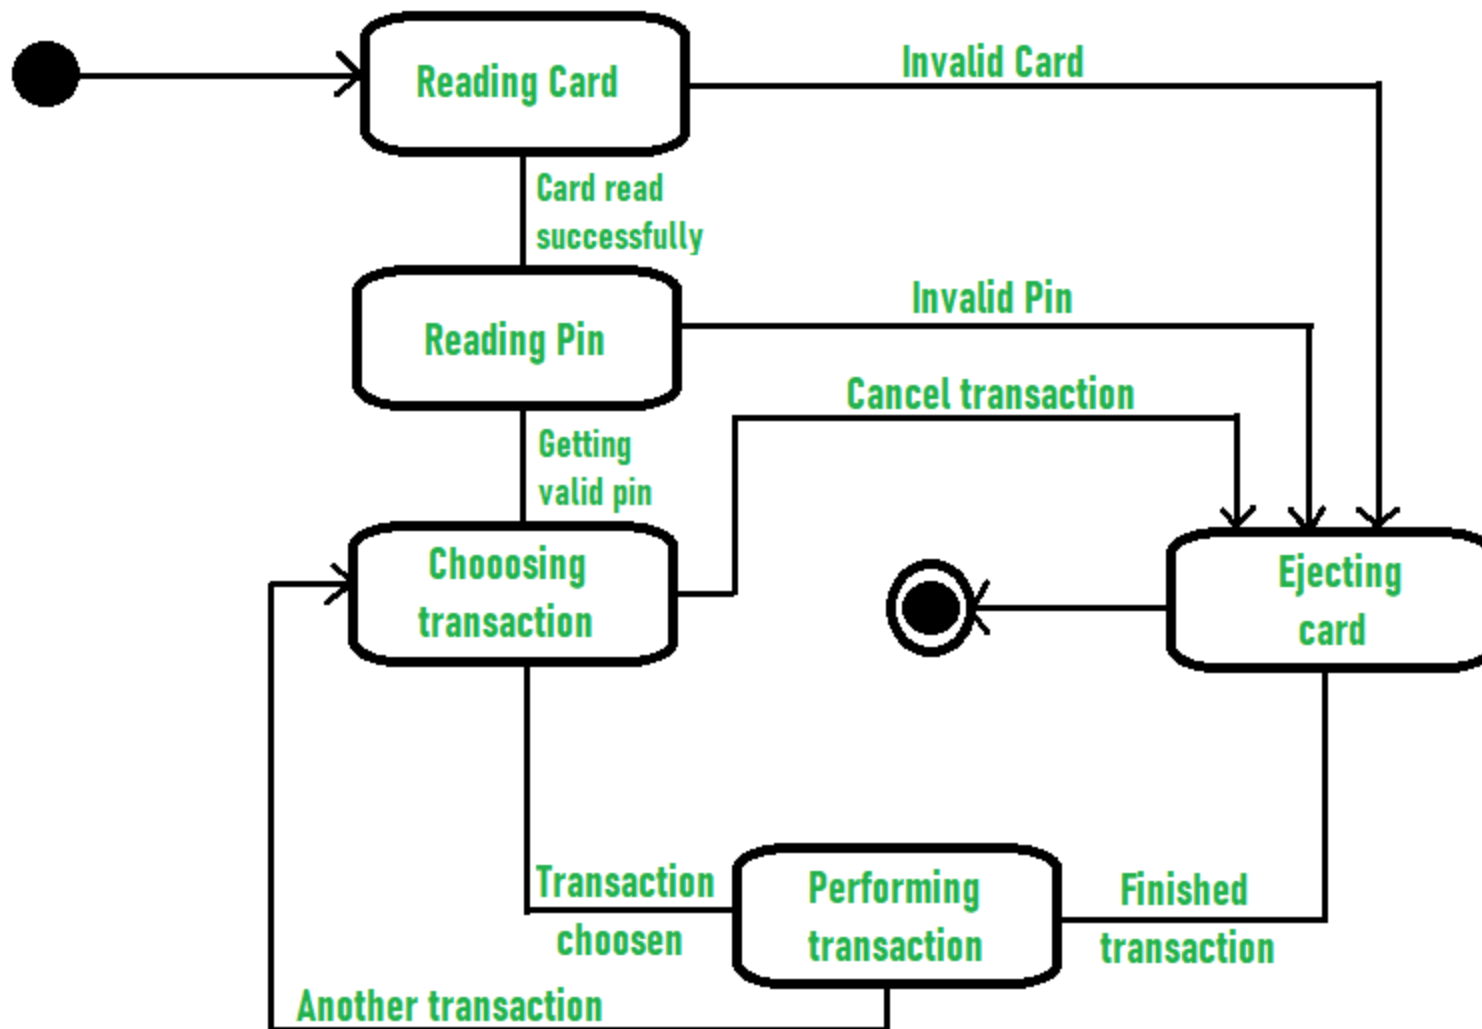 Reading Card
Invalid Card
Card read
successfully
Reading Pin
Invalid Pin
Cancel transaction
Getting
valid pin
Chooosing
transaction
Ejecting
card
Transaction
choosen
Performing
transaction
Finished
transaction
Another transaction